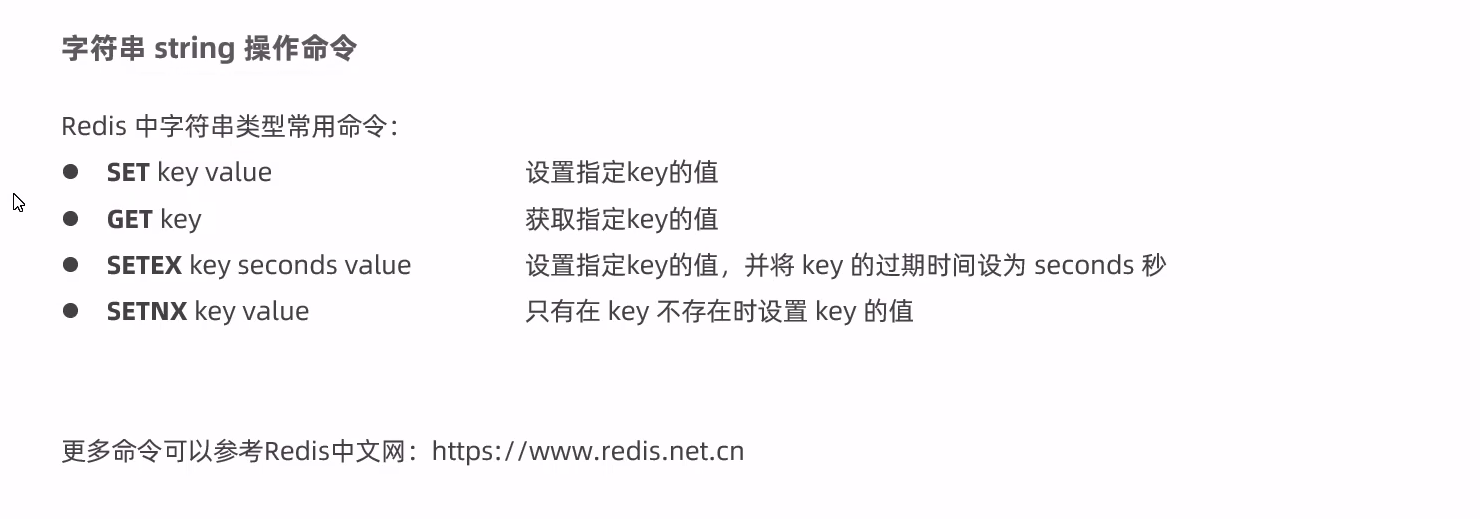 字符串 string 操作命令
Redis 中字符串类型常用命令：
● SET key value 设置指定key的值
● GET key 获取指定key的值
● SETEX key seconds value 设置指定key的值，并将 key 的过期时间设为 seconds 秒
● SETNX key value 只有在 key 不存在时设置 key 的值
更多命令可以参考Redis中文网：https://www.redis.net.cn